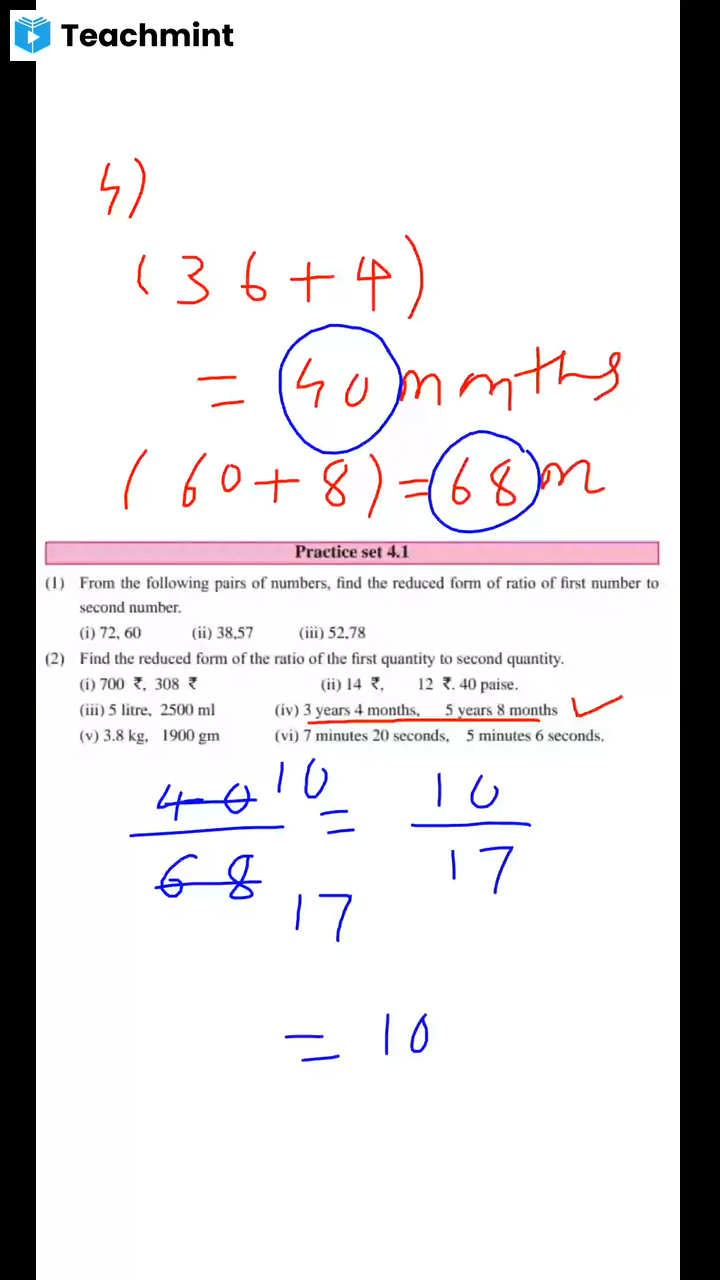 Teachmint
4)
(36+4)
= 40 months
(60+8)=68m
Practice set 4.1
(1) From the following pairs of numbers, find the reduced form of ratio of first number to
second number.
(i) 72, 60 (ii) 38,57 (iii) 52,78
(2) Find the reduced form of the ratio of the first quantity to second quantity.
(i) 700 ₹, 308 ₹ (ii) 14 ₹, 12 ₹. 40 paise.
(iii) 5 litre, 2500 ml (iv) 3 years 4 months, 5 years 8 months ✓
(v) 3.8 kg, 1900 gm (vi) 7 minutes 20 seconds, 5 minutes 6 seconds.
40 10 = 10
68 17 17
= 10